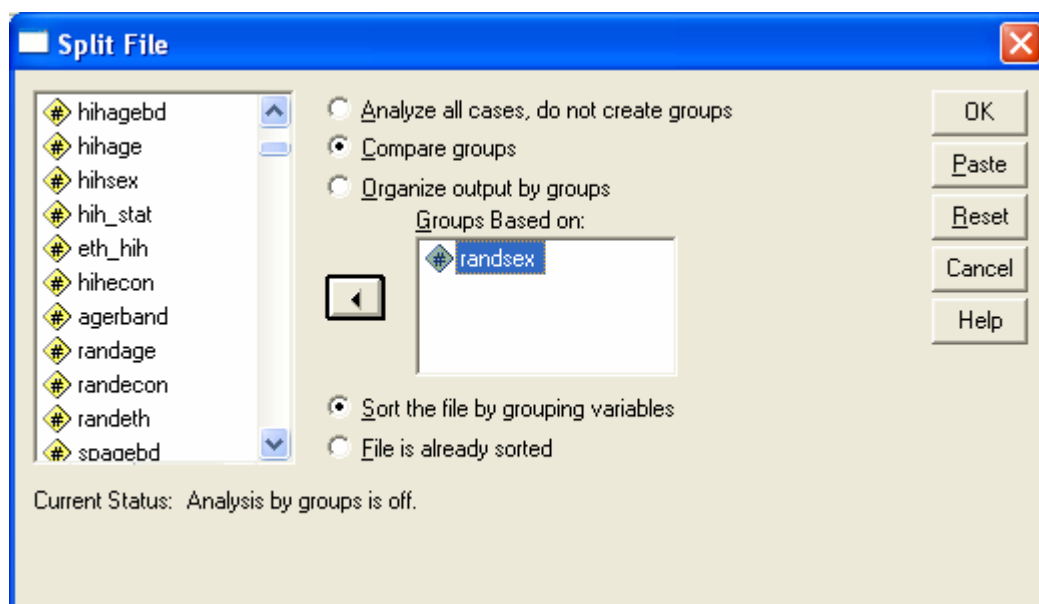 Split File
hihagebd
hihage
hihsex
hih_stat
eth_hih
hihecon
agerband
randage
randecon
randeth
spagebd
Analyze all cases, do not create groups
Compare groups
Organize output by groups
Groups Based on:
randsex
Sort the file by grouping variables
File is already sorted
OK
Paste
Reset
Cancel
Help
Current Status: Analysis by groups is off.